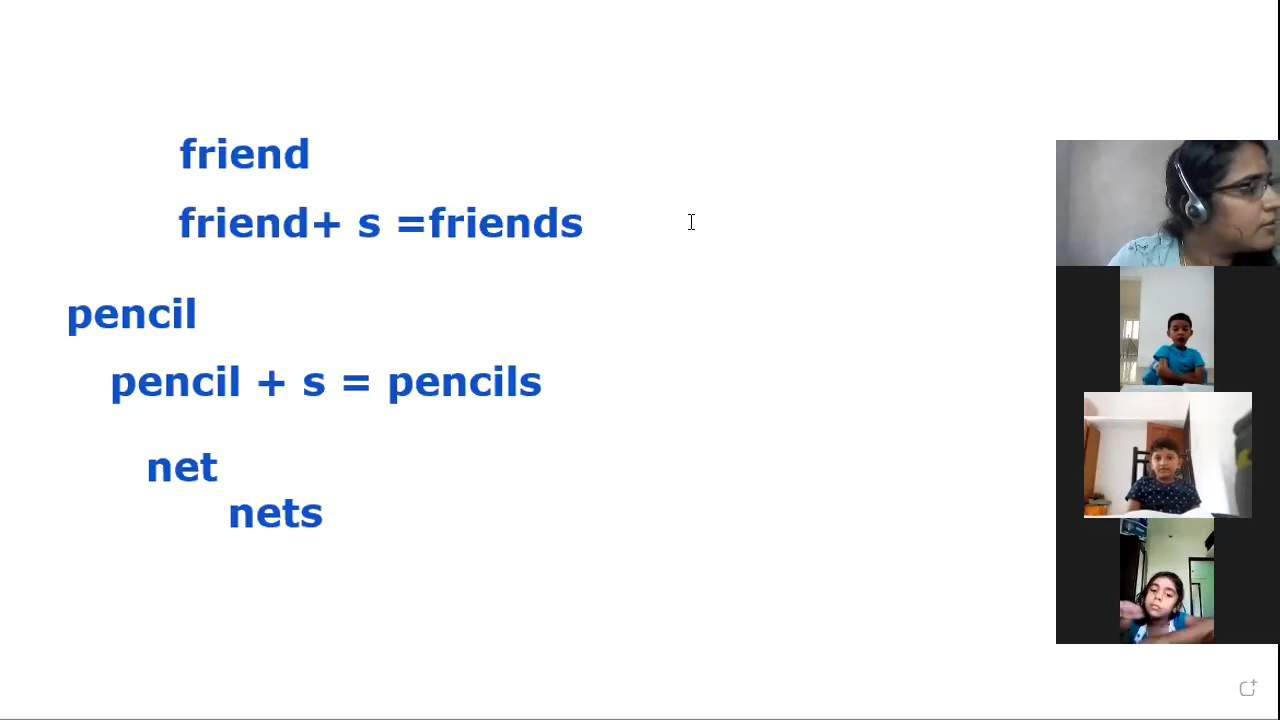 friend
friend+ s =friends
pencil
pencil + s = pencils
net
nets